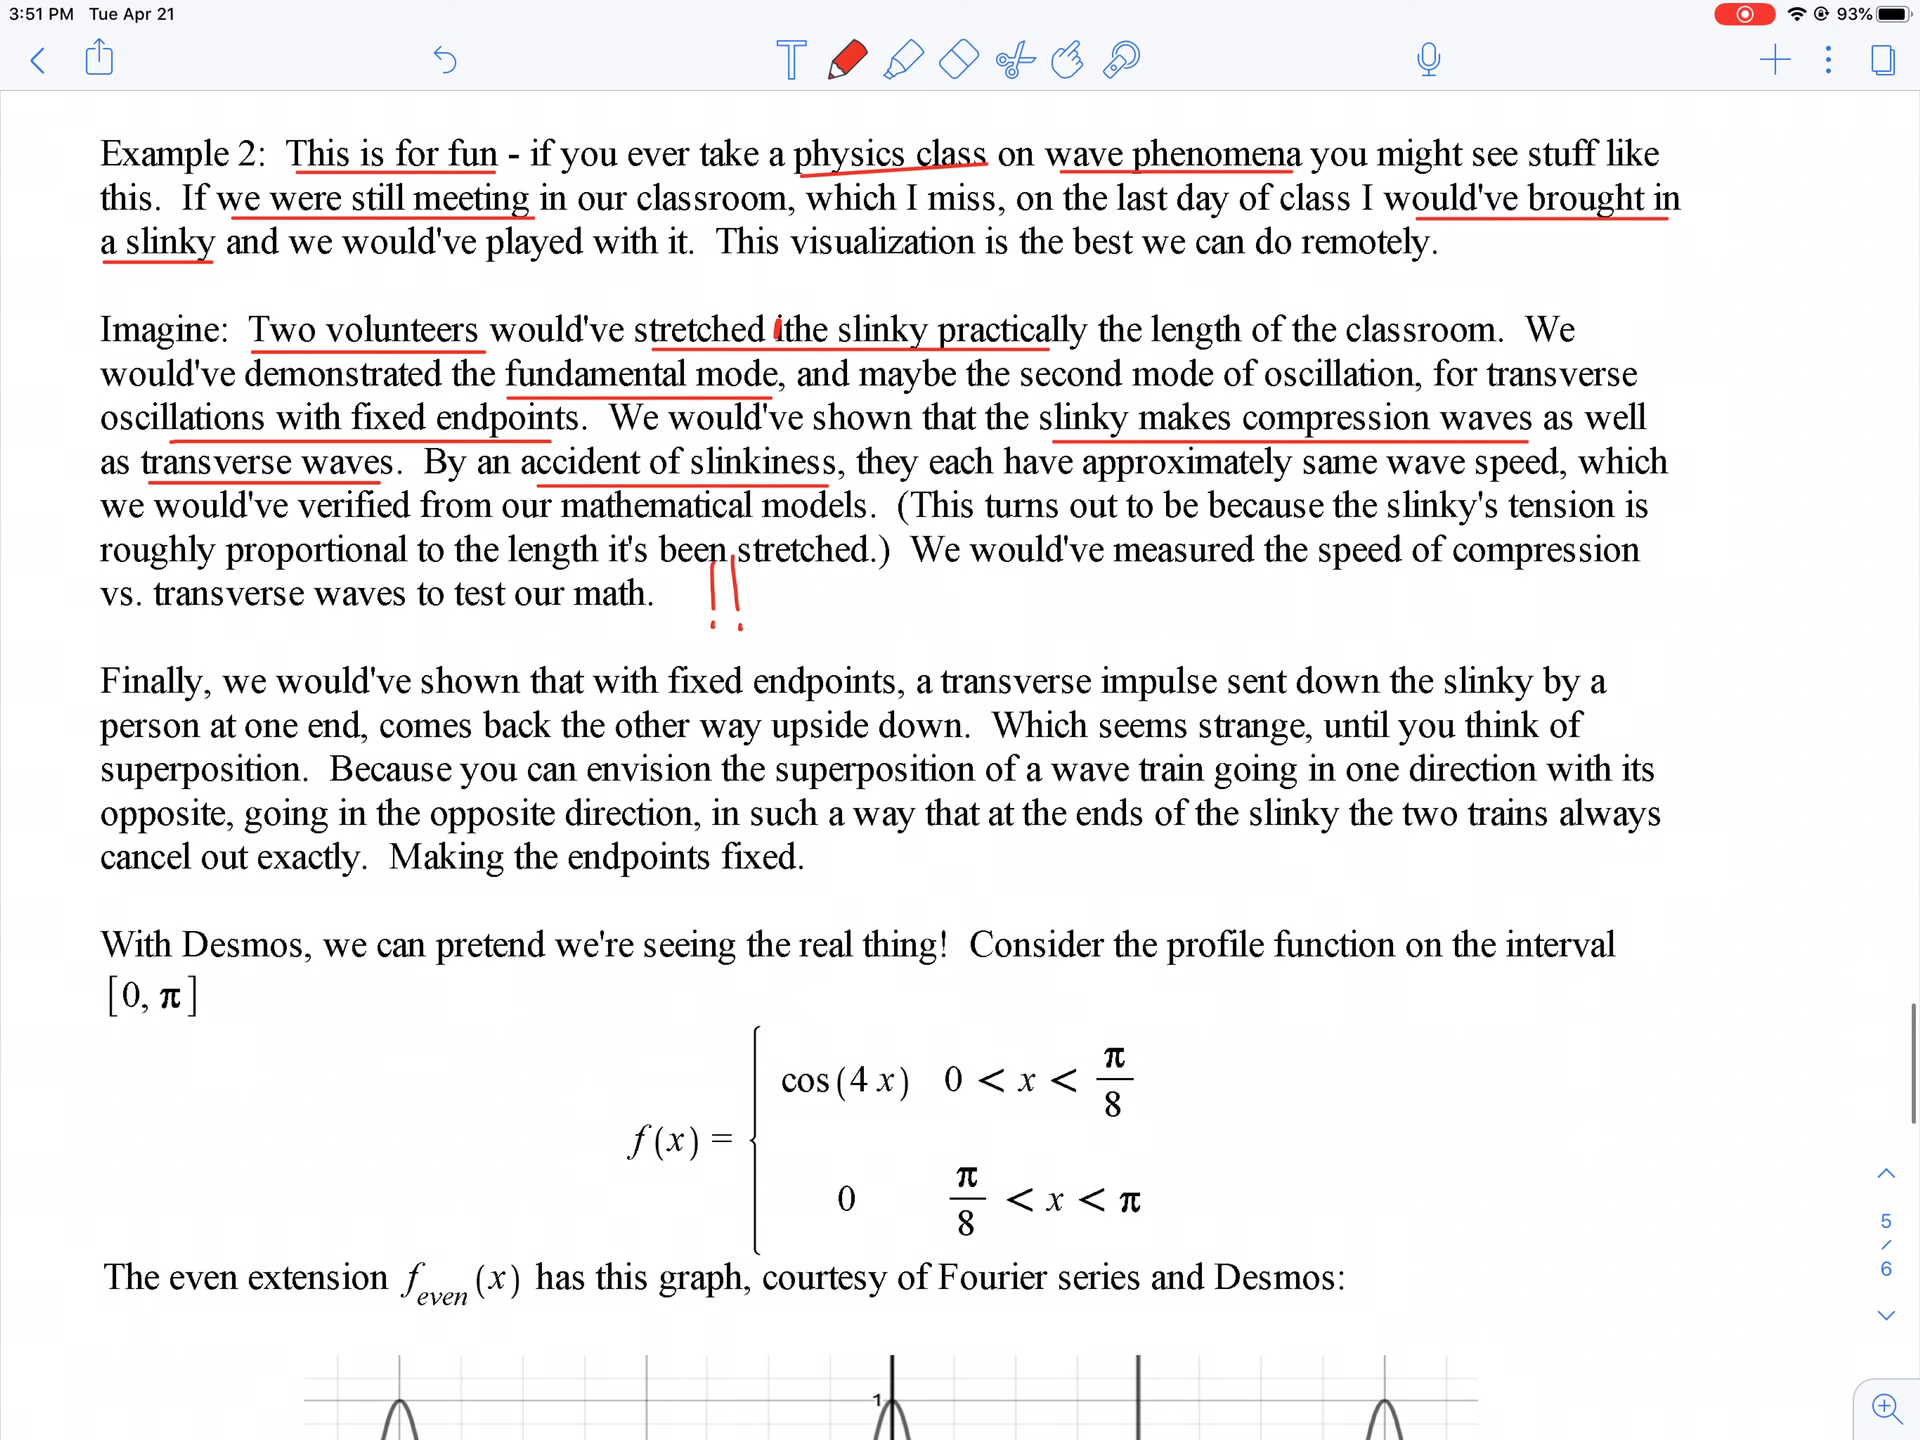 3:51 PM Tue Apr 21
93%
Example 2: This is for fun - if you ever take a physics class on wave phenomena you might see stuff like
this. If we were still meeting in our classroom, which I miss, on the last day of class I would've brought in
a slinky and we would've played with it. This visualization is the best we can do remotely.
Imagine: Two volunteers would've stretched ithe slinky practically the length of the classroom. We
would've demonstrated the fundamental mode, and maybe the second mode of oscillation, for transverse
oscillations with fixed endpoints. We would've shown that the slinky makes compression waves as well
as transverse waves. By an accident of slinkiness, they each have approximately same wave speed, which
we would've verified from our mathematical models. (This turns out to be because the slinky's tension is
roughly proportional to the length it's been stretched.) We would've measured the speed of compression
vs. transverse waves to test our math. !!
Finally, we would've shown that with fixed endpoints, a transverse impulse sent down the slinky by a
person at one end, comes back the other way upside down. Which seems strange, until you think of
superposition. Because you can envision the superposition of a wave train going in one direction with its
opposite, going in the opposite direction, in such a way that at the ends of the slinky the two trains always
cancel out exactly. Making the endpoints fixed.
With Desmos, we can pretend we're seeing the real thing! Consider the profile function on the interval
[0, π]
f(x) = { cos(4 x) 0 < x < π/8
0 π/8 < x < π
The even extension f_even(x) has this graph, courtesy of Fourier series and Desmos:
1
5
/
6